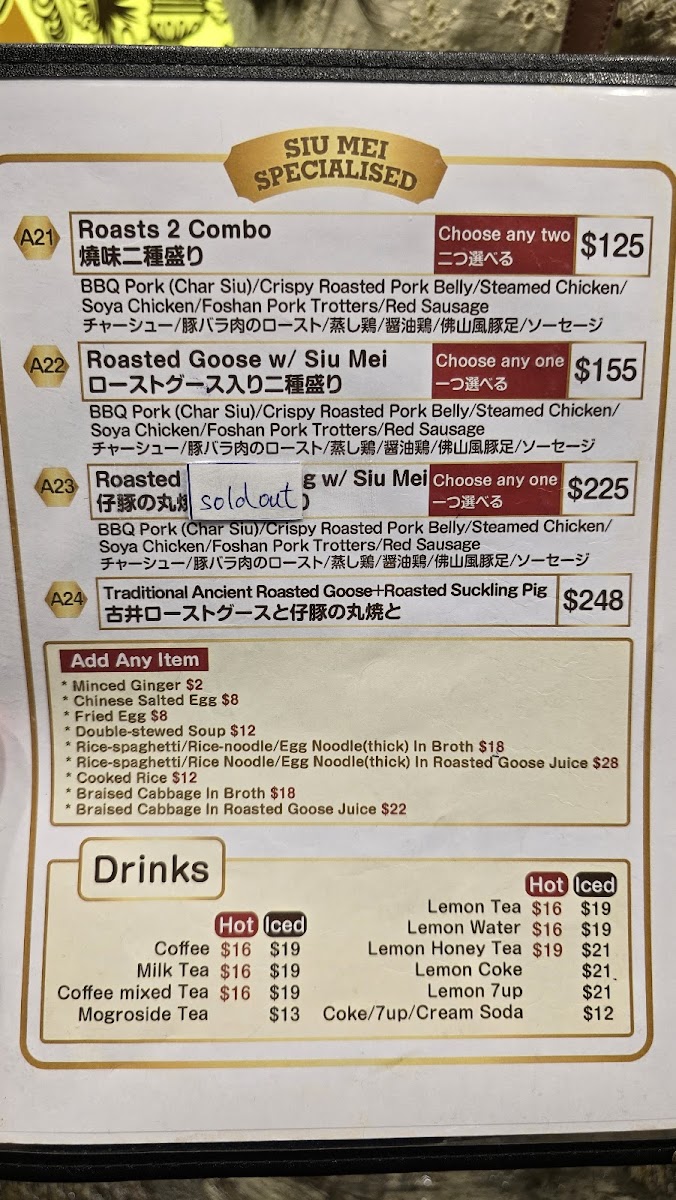 SIU MEI
SPECIALISED
A21
Roasts 2 Combo
燒味二種盛り
Choose any two
二つ選べる
$125
BBQ Pork (Char Siu)/Crispy Roasted Pork Belly/Steamed Chicken/
Soya Chicken/Foshan Pork Trotters/Red Sausage
チャーシュー/豚バラ肉のロースト/蒸し鶏/醤油鶏/佛山風豚足/ソーセージ
A22
Roasted Goose w/ Siu Mei
ローストグース入り二種盛り
Choose any one
一つ選べる
$155
BBQ Pork (Char Siu)/Crispy Roasted Pork Belly/Steamed Chicken/
Soya Chicken/Foshan Pork Trotters/Red Sausage
チャーシュー/豚バラ肉のロースト/蒸し鶏/醤油鶏/佛山風豚足/ソーセージ
A23
Roasted g w/ Siu Mei
仔豚の丸焼 り
soldout
Choose any one
一つ選べる
$225
BBQ Pork (Char Siu)/Crispy Roasted Pork Belly/Steamed Chicken/
Soya Chicken/Foshan Pork Trotters/Red Sausage
チャーシュー/豚バラ肉のロースト/蒸し鶏/醤油鶏/佛山風豚足/ソーセージ
A24
Traditional Ancient Roasted Goose+Roasted Suckling Pig
古井ローストグースと仔豚の丸焼と
$248
Add Any Item
* Minced Ginger $2
* Chinese Salted Egg $8
* Fried Egg $8
* Double-stewed Soup $12
* Rice-spaghetti/Rice-noodle/Egg Noodle(thick) In Broth $18
* Rice-spaghetti/Rice Noodle/Egg Noodle(thick) In Roasted Goose Juice $28
* Cooked Rice $12
* Braised Cabbage In Broth $18
* Braised Cabbage In Roasted Goose Juice $22
Drinks
Hot Iced
Coffee $16 $19
Milk Tea $16 $19
Coffee mixed Tea $16 $19
Mogroside Tea $13
Hot Iced
Lemon Tea $16 $19
Lemon Water $16 $19
Lemon Honey Tea $19 $21
Lemon Coke $21
Lemon 7up $21
Coke/7up/Cream Soda $12